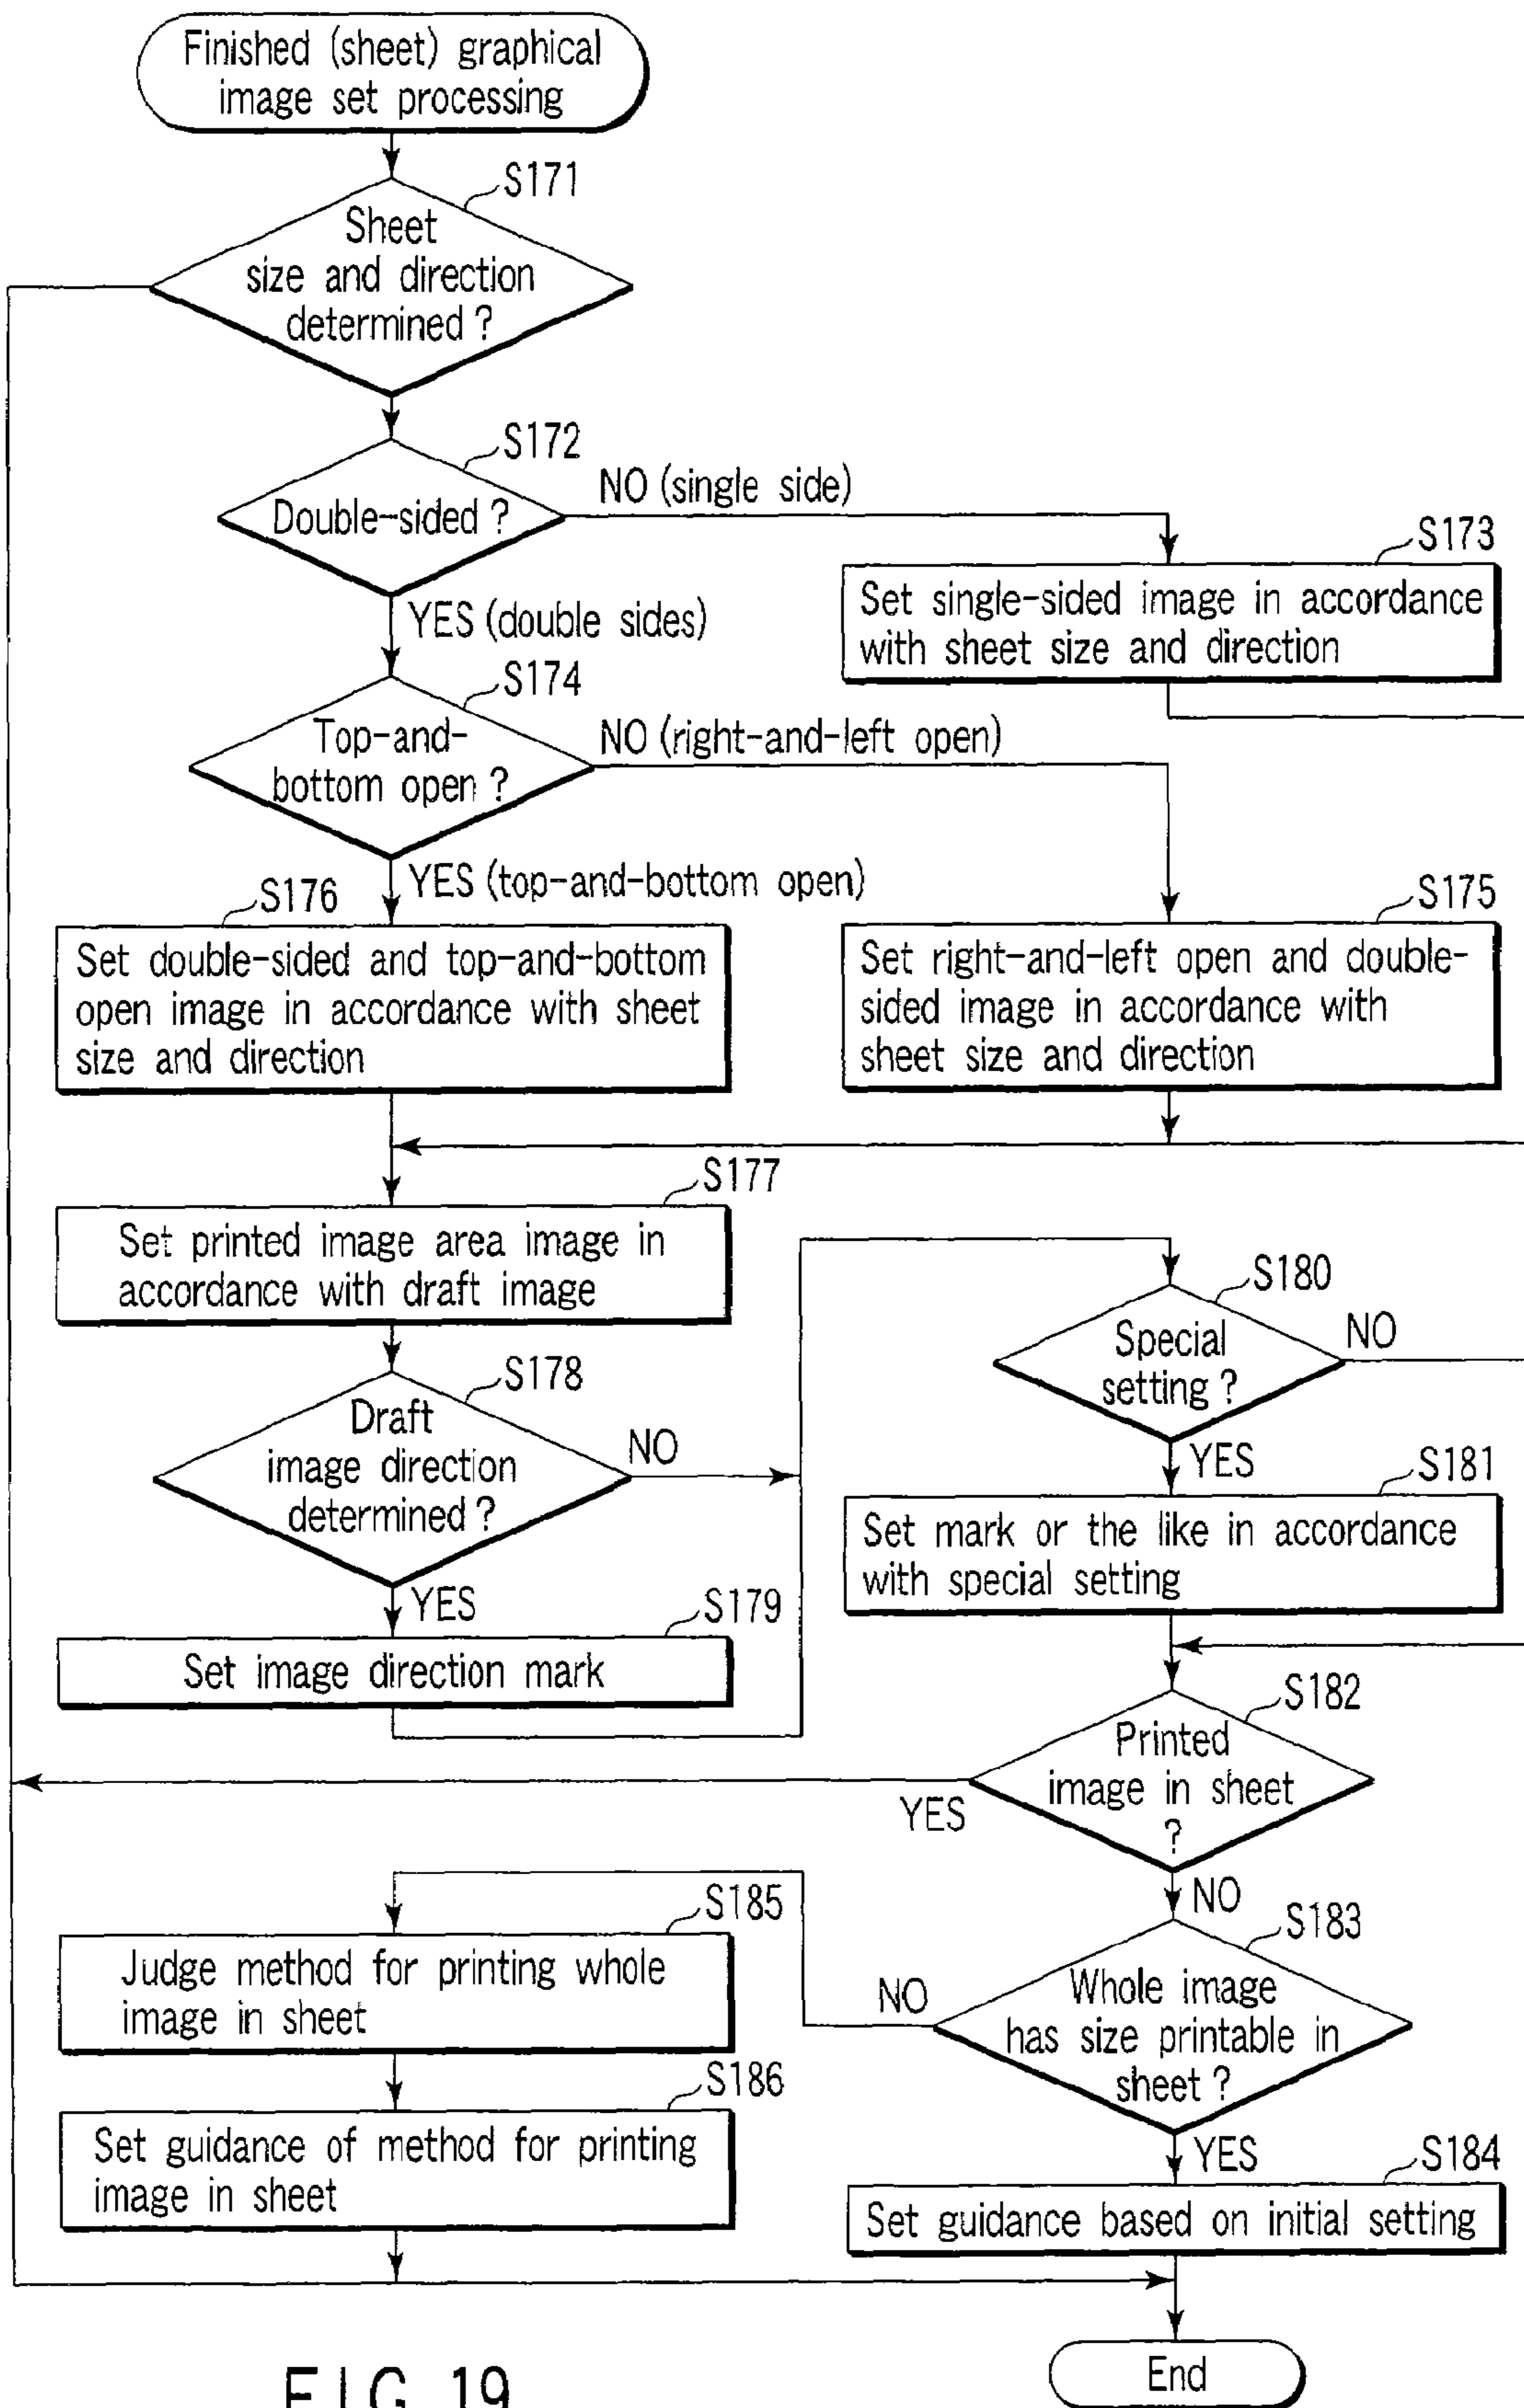 Finished (sheet) graphical
image set processing
S171
Sheet
size and direction
determined ?
S172
Double-sided ?
NO (single side)
S173
Set single-sided image in accordance
with sheet size and direction
YES (double sides)
S174
Top-and-
bottom open ?
NO (right-and-left open)
YES (top-and-bottom open)
S176
Set double-sided and top-and-bottom
open image in accordance with sheet
size and direction
S175
Set right-and-left open and double-
sided image in accordance with
sheet size and direction
S177
Set printed image area image in
accordance with draft image
S178
Draft
image direction
determined ?
NO
YES
S179
Set image direction mark
S180
Special
setting ?
NO
YES
S181
Set mark or the like in accordance
with special setting
S182
Printed
image in sheet
?
YES
NO
S183
Whole image
has size printable in
sheet ?
NO
YES
S184
Set guidance based on initial setting
S185
Judge method for printing whole
image in sheet
S186
Set guidance of method for printing
image in sheet
End
FIG. 19